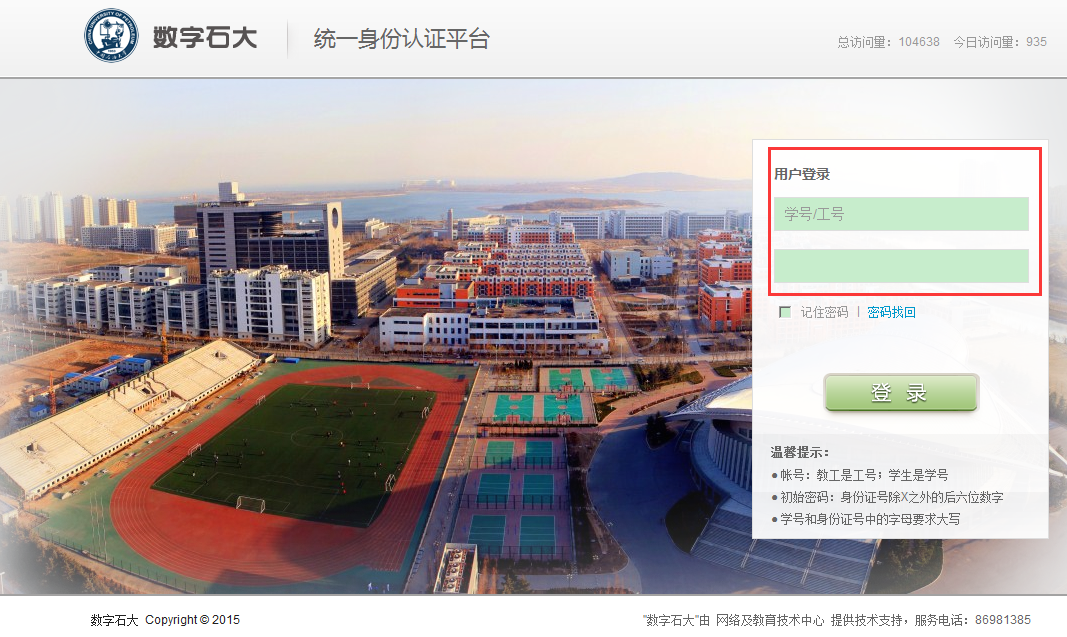 数字石大
统一身份认证平台
总访问量：104638 今日访问量：935
用户登录
学号/工号
记住密码 | 密码找回
登 录
温馨提示：
●帐号：教工是工号；学生是学号
●初始密码：身份证号除X之外的后六位数字
●学号和身份证号中的字母要求大写
数字石大 Copyright © 2015
"数字石大"由 网络及教育技术中心 提供技术支持，服务电话：86981385